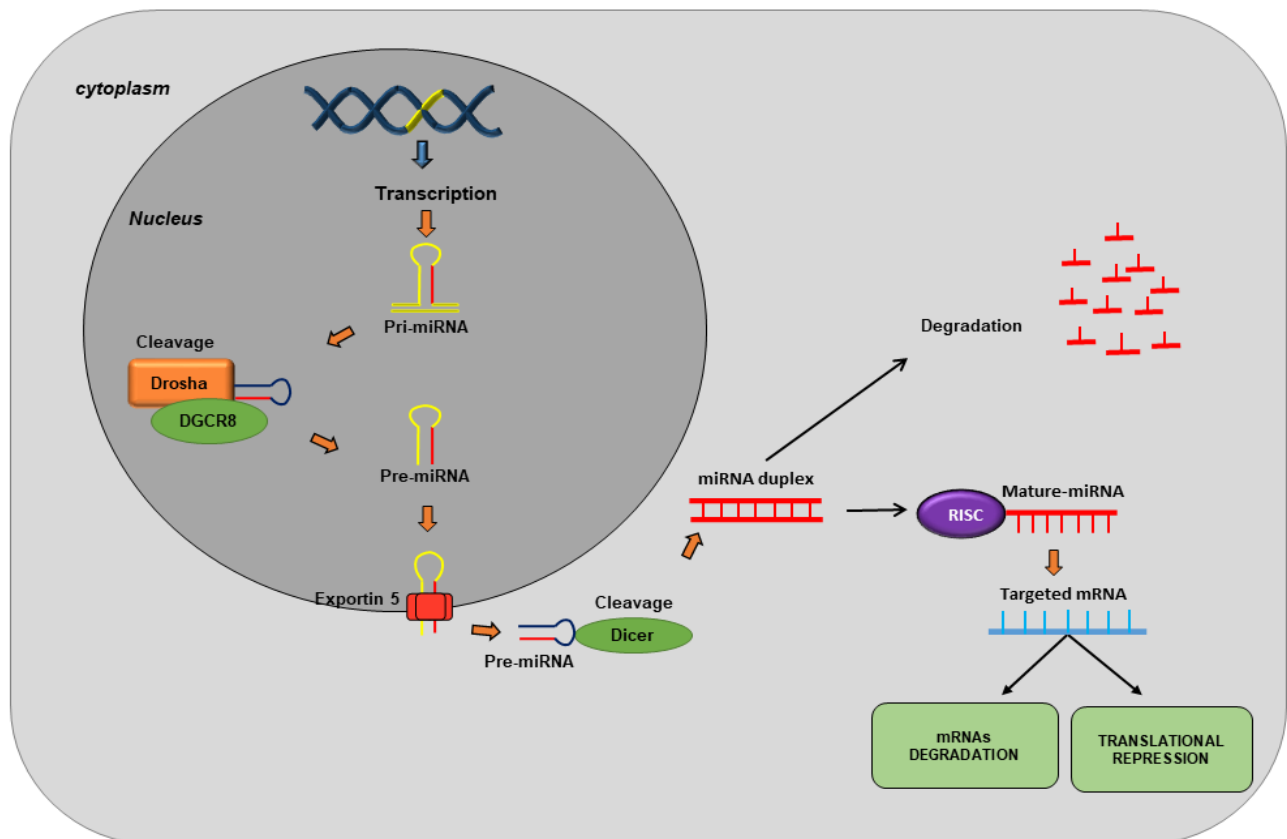 cytoplasm
Nucleus
Transcription
Pri-miRNA
Cleavage
Drosha
DGCR8
Pre-miRNA
Exportin 5
Pre-miRNA
Cleavage
Dicer
miRNA duplex
Degradation
RISC
Mature-miRNA
Targeted mRNA
mRNAs
DEGRADATION
TRANSLATIONAL
REPRESSION